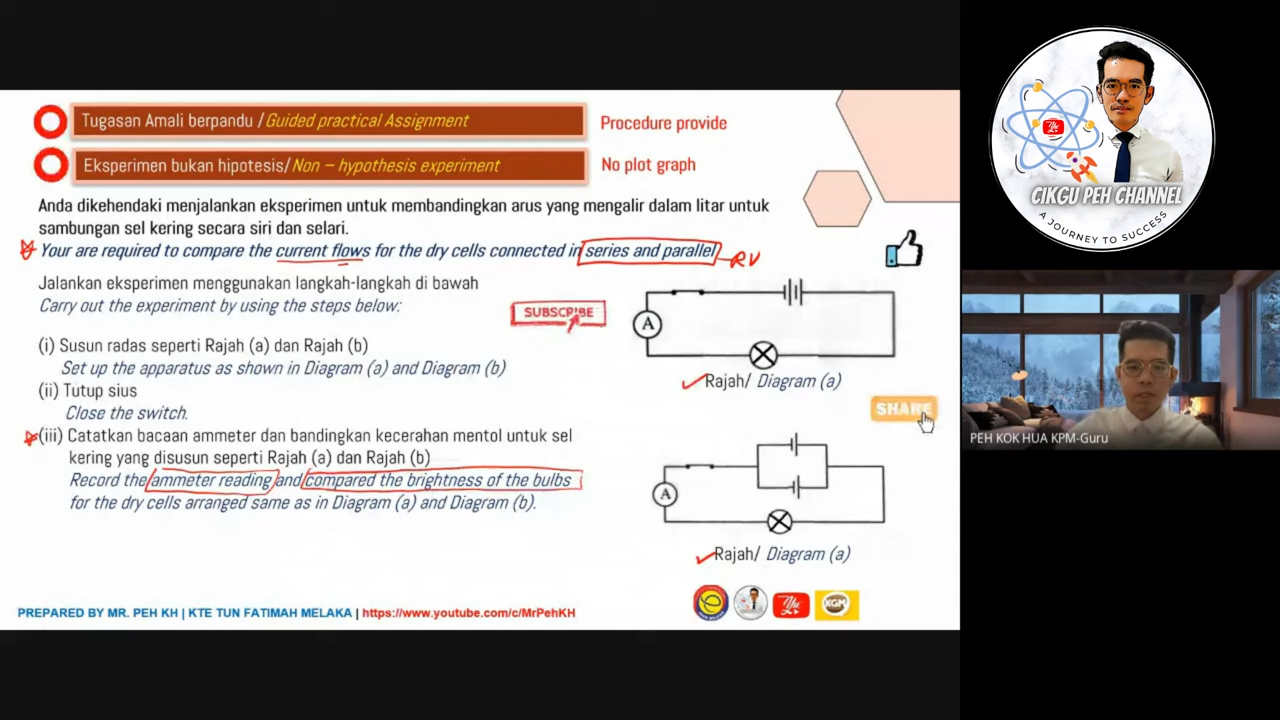 Tugasan Amali berpandu / Guided practical Assignment
Procedure provide
Eksperimen bukan hipotesis/ Non – hypothesis experiment
No plot graph
Anda dikehendaki menjalankan eksperimen untuk membandingkan arus yang mengalir dalam litar untuk
sambungan sel kering secara siri dan selari.
Your are required to compare the current flows for the dry cells connected in series and parallel
RV
Jalankan eksperimen menggunakan langkah-langkah di bawah
Carry out the experiment by using the steps below:
SUBSCRIBE
(i) Susun radas seperti Rajah (a) dan Rajah (b)
Set up the apparatus as shown in Diagram (a) and Diagram (b)
(ii) Tutup suis
Close the switch.
(iii) Catatkan bacaan ammeter dan bandingkan kecerahan mentol untuk sel
kering yang disusun seperti Rajah (a) dan Rajah (b)
Record the ammeter reading and compared the brightness of the bulbs
for the dry cells arranged same as in Diagram (a) and Diagram (b).
A
Rajah/ Diagram (a)
SHARE
A
Rajah/ Diagram (a)
PREPARED BY MR. PEH KH | KTE TUN FATIMAH MELAKA | https://www.youtube.com/c/MrPehKH
XGM
CIKGU PEH CHANNEL
A JOURNEY TO SUCCESS
PEH KOK HUA KPM-Guru